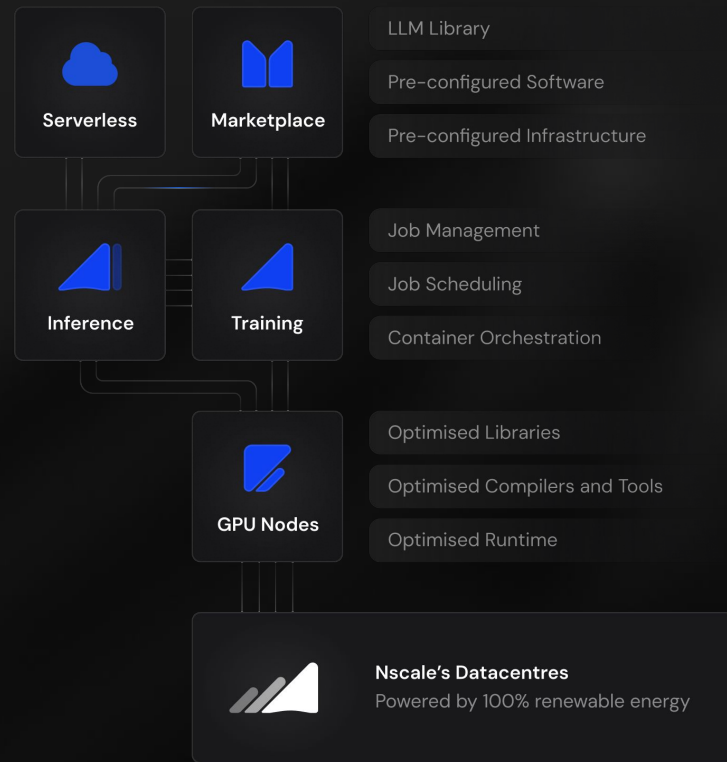 Serverless
Marketplace
LLM Library
Pre-configured Software
Pre-configured Infrastructure
Inference
Training
Job Management
Job Scheduling
Container Orchestration
GPU Nodes
Optimised Libraries
Optimised Compilers and Tools
Optimised Runtime
Nscale's Datacentres
Powered by 100% renewable energy